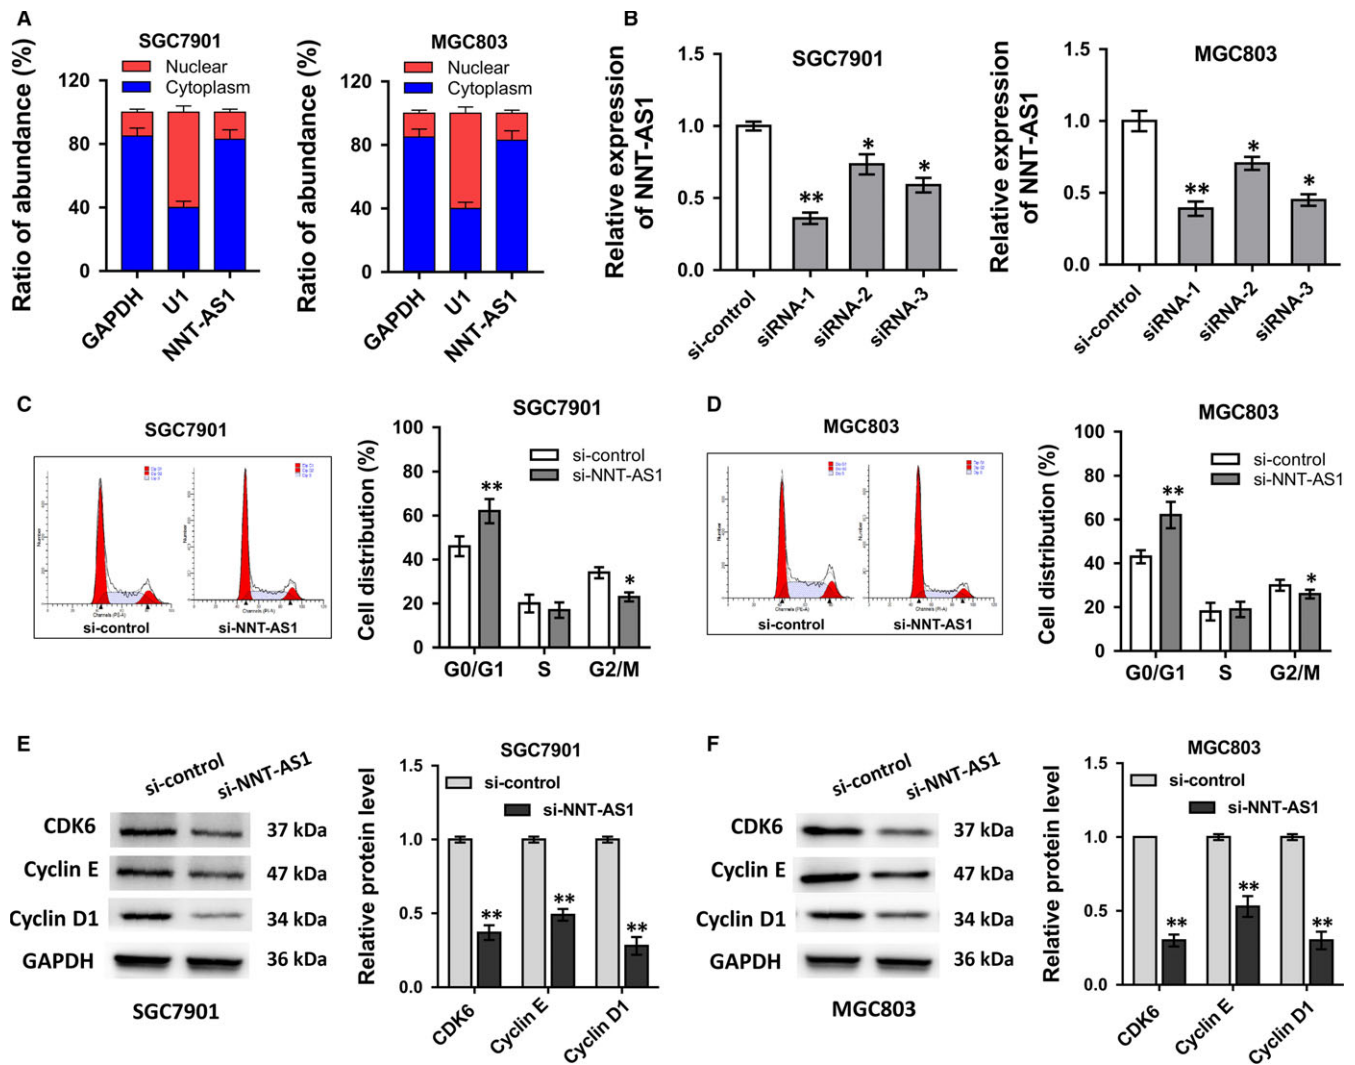 A
SGC7901
Nuclear
Cytoplasm
Ratio of abundance (%)
120
80
40
0
GAPDH
U1
NNT-AS1
MGC803
Nuclear
Cytoplasm
Ratio of abundance (%)
120
80
40
0
GAPDH
U1
NNT-AS1
B
SGC7901
Relative expression
of NNT-AS1
1.5
1.0
0.5
0.0
**
*
*
si-control
siRNA-1
siRNA-2
siRNA-3
MGC803
Relative expression
of NNT-AS1
1.5
1.0
0.5
0.0
**
*
*
si-control
siRNA-1
siRNA-2
siRNA-3
C
SGC7901
Number
Number
si-control
si-NNT-AS1
SGC7901
Cell distribution (%)
100
80
60
40
20
0
si-control
si-NNT-AS1
**
*
G0/G1
S
G2/M
D
MGC803
Number
Number
si-control
si-NNT-AS1
MGC803
Cell distribution (%)
100
80
60
40
20
0
si-control
si-NNT-AS1
**
*
G0/G1
S
G2/M
E
si-control
si-NNT-AS1
CDK6
37 kDa
Cyclin E
47 kDa
Cyclin D1
34 kDa
GAPDH
36 kDa
SGC7901
SGC7901
Relative protein level
1.5
1.0
0.5
0.0
si-control
si-NNT-AS1
**
**
**
CDK6
Cyclin E
Cyclin D1
F
si-control
si-NNT-AS1
CDK6
37 kDa
Cyclin E
47 kDa
Cyclin D1
34 kDa
GAPDH
36 kDa
MGC803
MGC803
Relative protein level
1.5
1.0
0.5
0.0
si-control
si-NNT-AS1
**
**
**
CDK6
Cyclin E
Cyclin D1